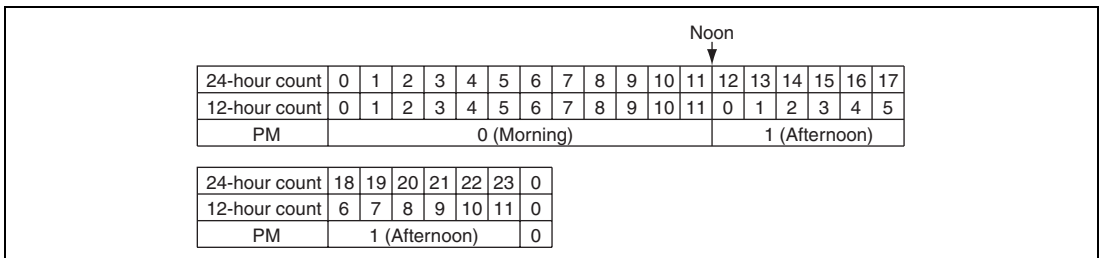 Noon
24-hour count 0 1 2 3 4 5 6 7 8 9 10 11 12 13 14 15 16 17
12-hour count 0 1 2 3 4 5 6 7 8 9 10 11 0 1 2 3 4 5
PM 0 (Morning) 1 (Afternoon)
24-hour count 18 19 20 21 22 23 0
12-hour count 6 7 8 9 10 11 0
PM 1 (Afternoon) 0